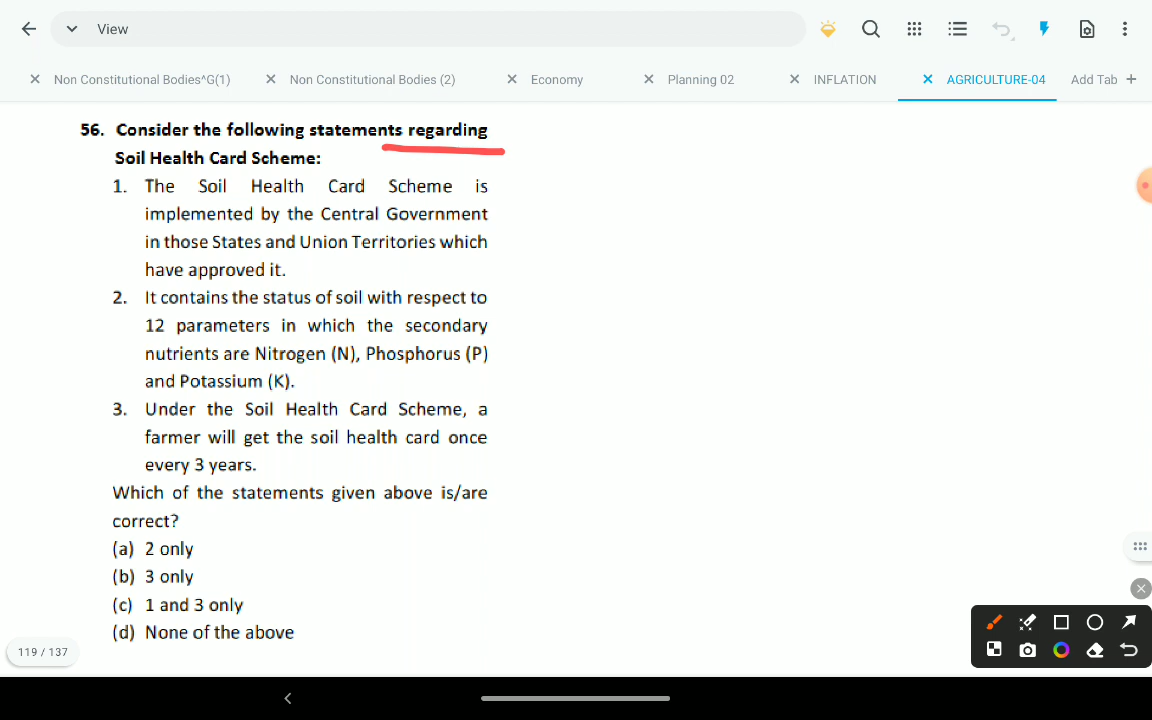 View
Non Constitutional Bodies^G(1) Non Constitutional Bodies (2) Economy Planning 02 INFLATION AGRICULTURE-04 Add Tab +
56. Consider the following statements regarding
Soil Health Card Scheme:
1. The Soil Health Card Scheme is
implemented by the Central Government
in those States and Union Territories which
have approved it.
2. It contains the status of soil with respect to
12 parameters in which the secondary
nutrients are Nitrogen (N), Phosphorus (P)
and Potassium (K).
3. Under the Soil Health Card Scheme, a
farmer will get the soil health card once
every 3 years.
Which of the statements given above is/are
correct?
(a) 2 only
(b) 3 only
(c) 1 and 3 only
(d) None of the above
119 / 137